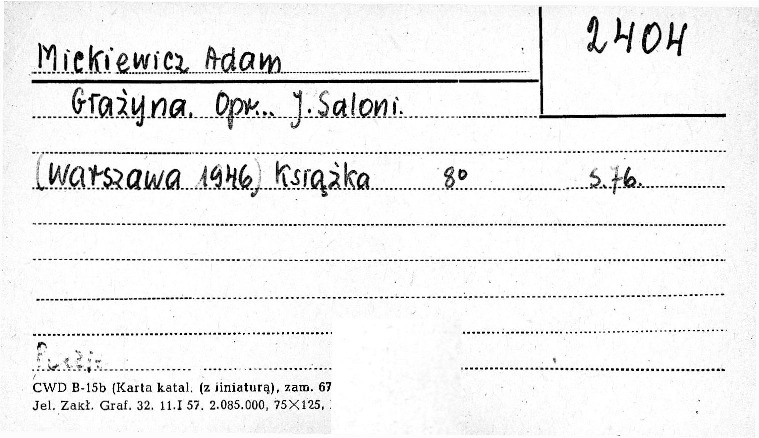 2404
Mickiewicz Adam
Grażyna. Opr.. J. Saloni.
(Warszawa 1946) Książka 8° s. 76.
CWD B-15b (Karta katal. (z liniaturą), zam. 67
Jel. Zakł. Graf. 32. 11.I 57. 2.085.000, 75×125,